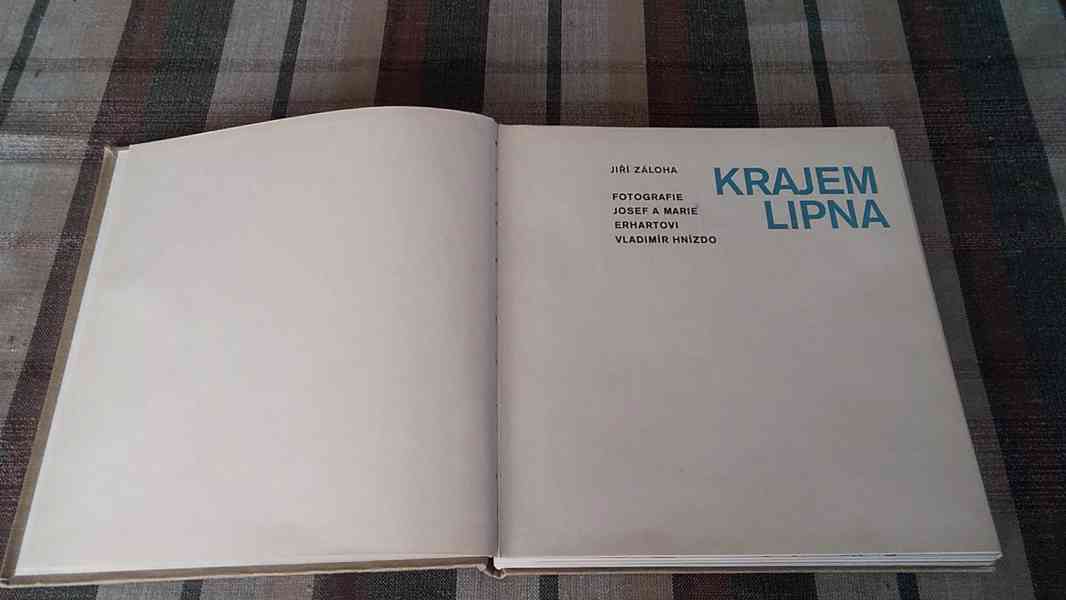 JIŘÍ ZÁLOHA
FOTOGRAFIE
JOSEF A MARIE
ERHARTOVI
VLADIMÍR HNÍZDO
KRAJEM
LIPNA